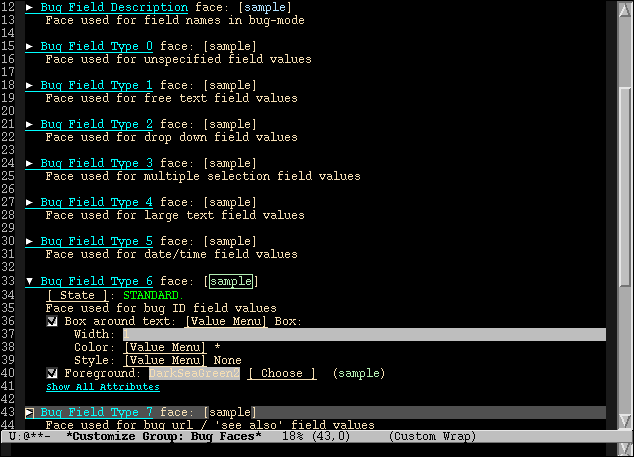 12 ▶ Bug Field Description face: [sample]
13 Face used for field names in bug-mode
14
15 ▶ Bug Field Type 0 face: [sample]
16 Face used for unspecified field values
17
18 ▶ Bug Field Type 1 face: [sample]
19 Face used for free text field values
20
21 ▶ Bug Field Type 2 face: [sample]
22 Face used for drop down field values
23
24 ▶ Bug Field Type 3 face: [sample]
25 Face used for multiple selection field values
26
27 ▶ Bug Field Type 4 face: [sample]
28 Face used for large text field values
29
30 ▶ Bug Field Type 5 face: [sample]
31 Face used for date/time field values
32
33 ▼ Bug Field Type 6 face: [sample]
34 [ State ]: STANDARD.
35 Face used for bug ID field values
36 Box around text: [Value Menu] Box:
37 Width: 1
38 Color: [Value Menu] *
39 Style: [Value Menu] None
40 Foreground: DarkSeaGreen2 [ Choose ] (sample)
41 Show All Attributes
42
43 ▶ Bug Field Type 7 face: [sample]
44 Face used for bug url / 'see also' field values
U:@**- *Customize Group: Bug Faces* 18% (43,0) (Custom Wrap)